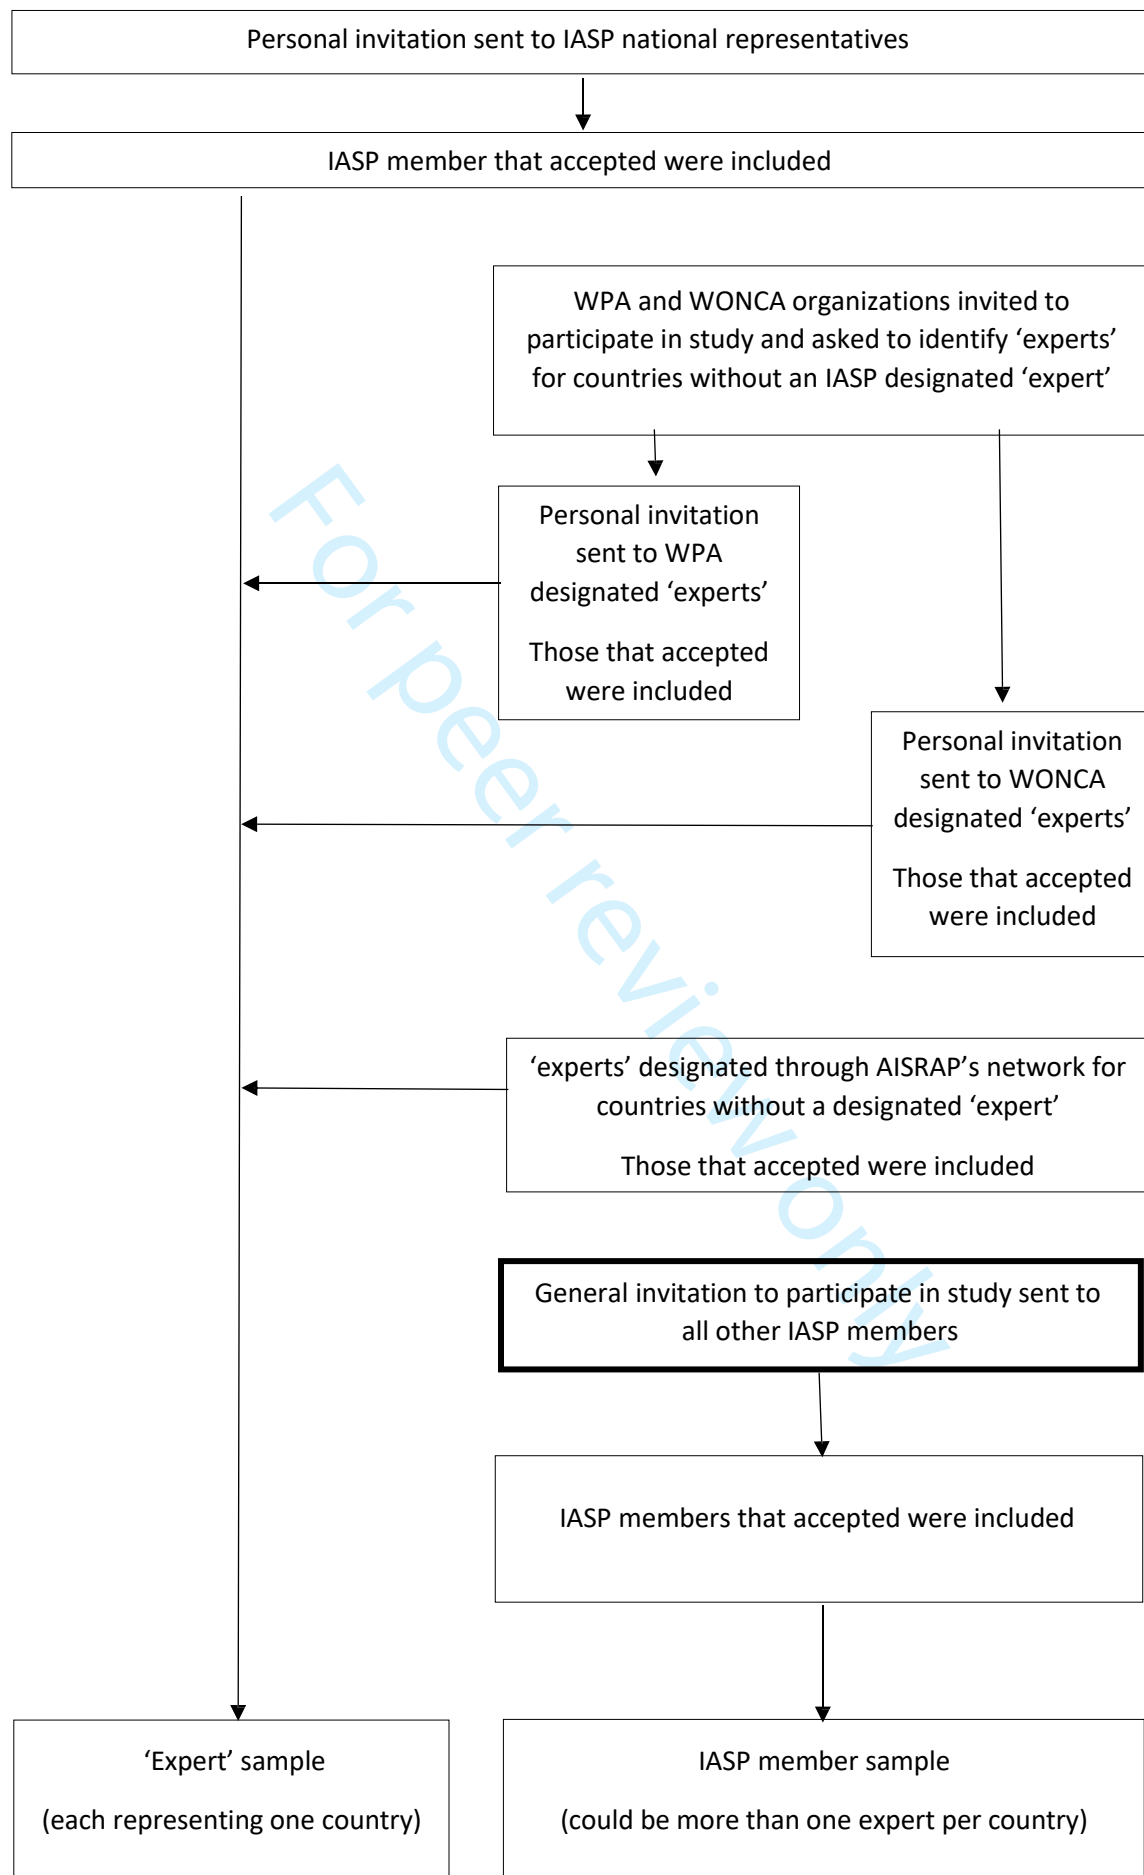 Personal invitation sent to IASP national representatives
IASP member that accepted were included
WPA and WONCA organizations invited to
participate in study and asked to identify ‘experts’
for countries without an IASP designated ‘expert’
Personal invitation
sent to WPA
designated ‘experts’
Those that accepted
were included
Personal invitation
sent to WONCA
designated ‘experts’
Those that accepted
were included
‘experts’ designated through AISRAP’s network for
countries without a designated ‘expert’
Those that accepted were included
General invitation to participate in study sent to
all other IASP members
IASP members that accepted were included
‘Expert’ sample
(each representing one country)
IASP member sample
(could be more than one expert per country)
For peer review only